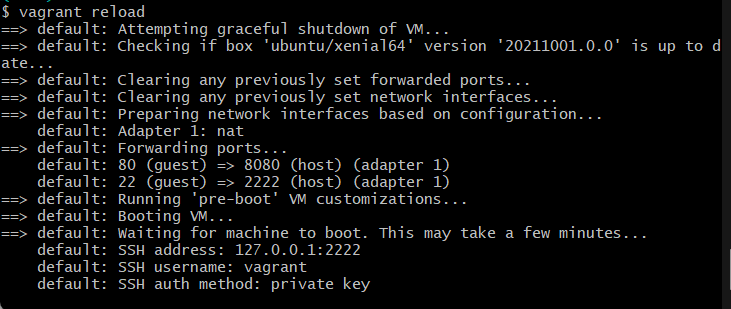 $ vagrant reload
==> default: Attempting graceful shutdown of VM...
==> default: Checking if box 'ubuntu/xenial64' version '20211001.0.0' is up to d
ate...
==> default: Clearing any previously set forwarded ports...
==> default: Clearing any previously set network interfaces...
==> default: Preparing network interfaces based on configuration...
    default: Adapter 1: nat
==> default: Forwarding ports...
    default: 80 (guest) => 8080 (host) (adapter 1)
    default: 22 (guest) => 2222 (host) (adapter 1)
==> default: Running 'pre-boot' VM customizations...
==> default: Booting VM...
==> default: Waiting for machine to boot. This may take a few minutes...
    default: SSH address: 127.0.0.1:2222
    default: SSH username: vagrant
    default: SSH auth method: private key